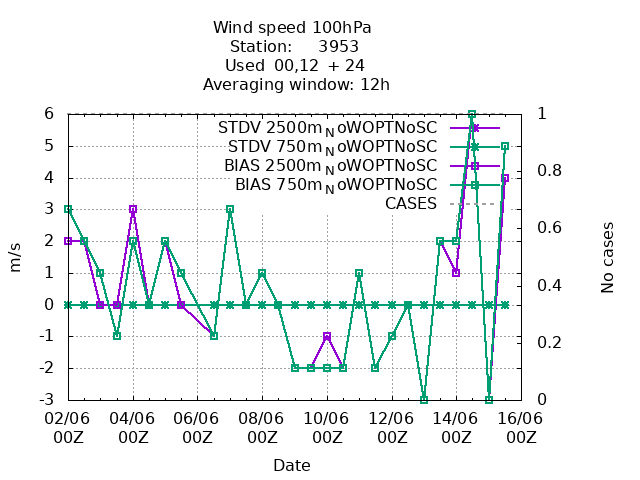 Wind speed 100hPa
Station: 3953
Used 00,12 + 24
Averaging window: 12h
STDV 2500m_NoWOPTNoSC
STDV 750m_NoWOPTNoSC
BIAS 2500m_NoWOPTNoSC
BIAS 750m_NoWOPTNoSC
CASES
m/s
6
5
4
3
2
1
0
-1
-2
-3
No cases
1
0.8
0.6
0.4
0.2
0
02/06 04/06 06/06 08/06 10/06 12/06 14/06 16/06
00Z 00Z 00Z 00Z 00Z 00Z 00Z 00Z
Date